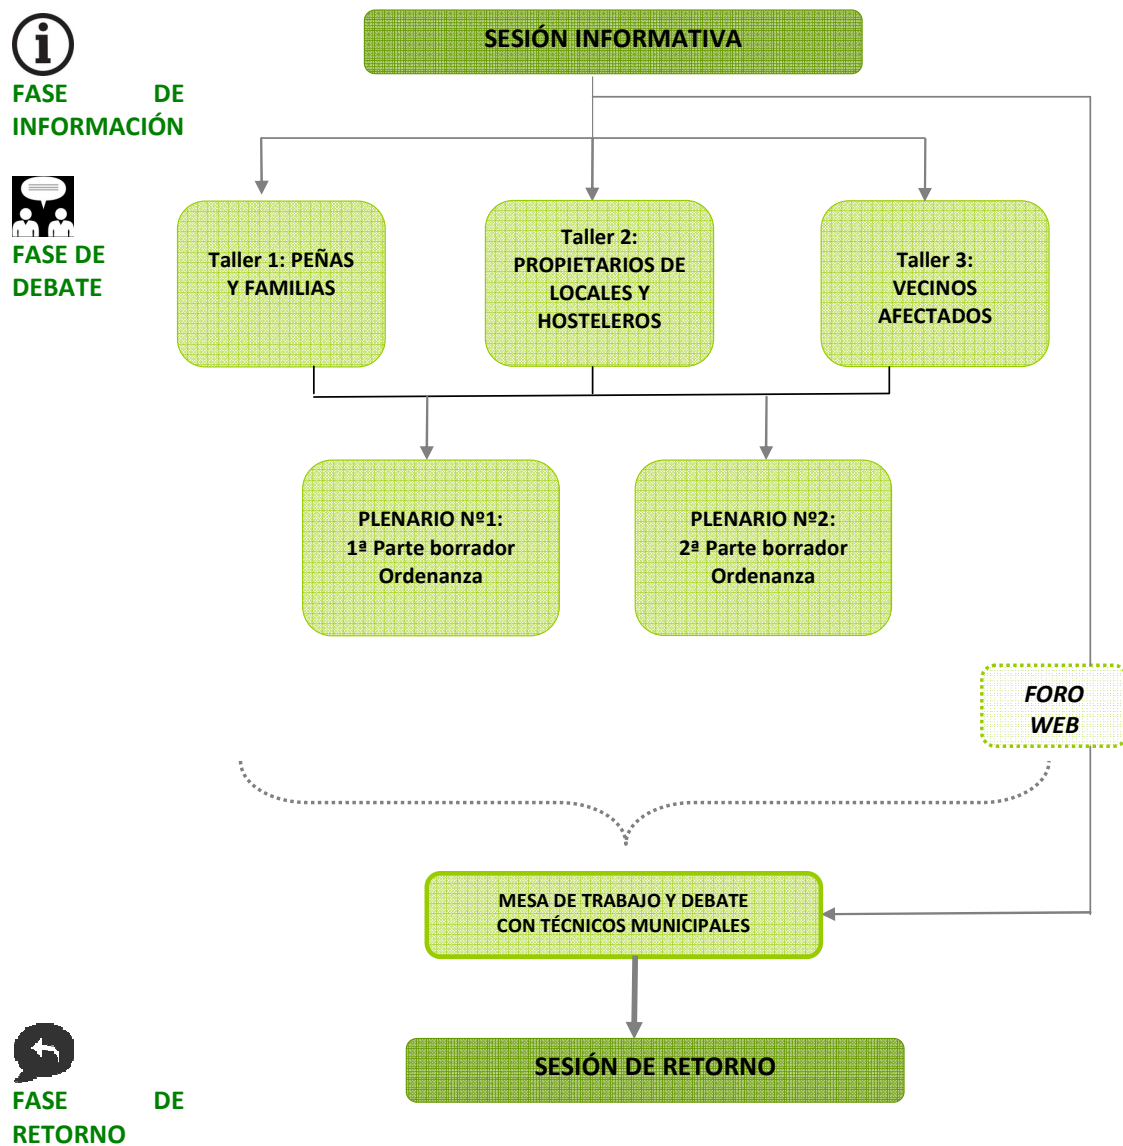 SESIÓN INFORMATIVA
FASE DE
INFORMACIÓN
FASE DE
DEBATE
Taller 1: PEÑAS
Y FAMILIAS
Taller 2:
PROPIETARIOS DE
LOCALES Y
HOSTELEROS
Taller 3:
VECINOS
AFECTADOS
PLENARIO Nº1:
1ª Parte borrador
Ordenanza
PLENARIO Nº2:
2ª Parte borrador
Ordenanza
FORO
WEB
MESA DE TRABAJO Y DEBATE
CON TÉCNICOS MUNICIPALES
SESIÓN DE RETORNO
FASE DE
RETORNO